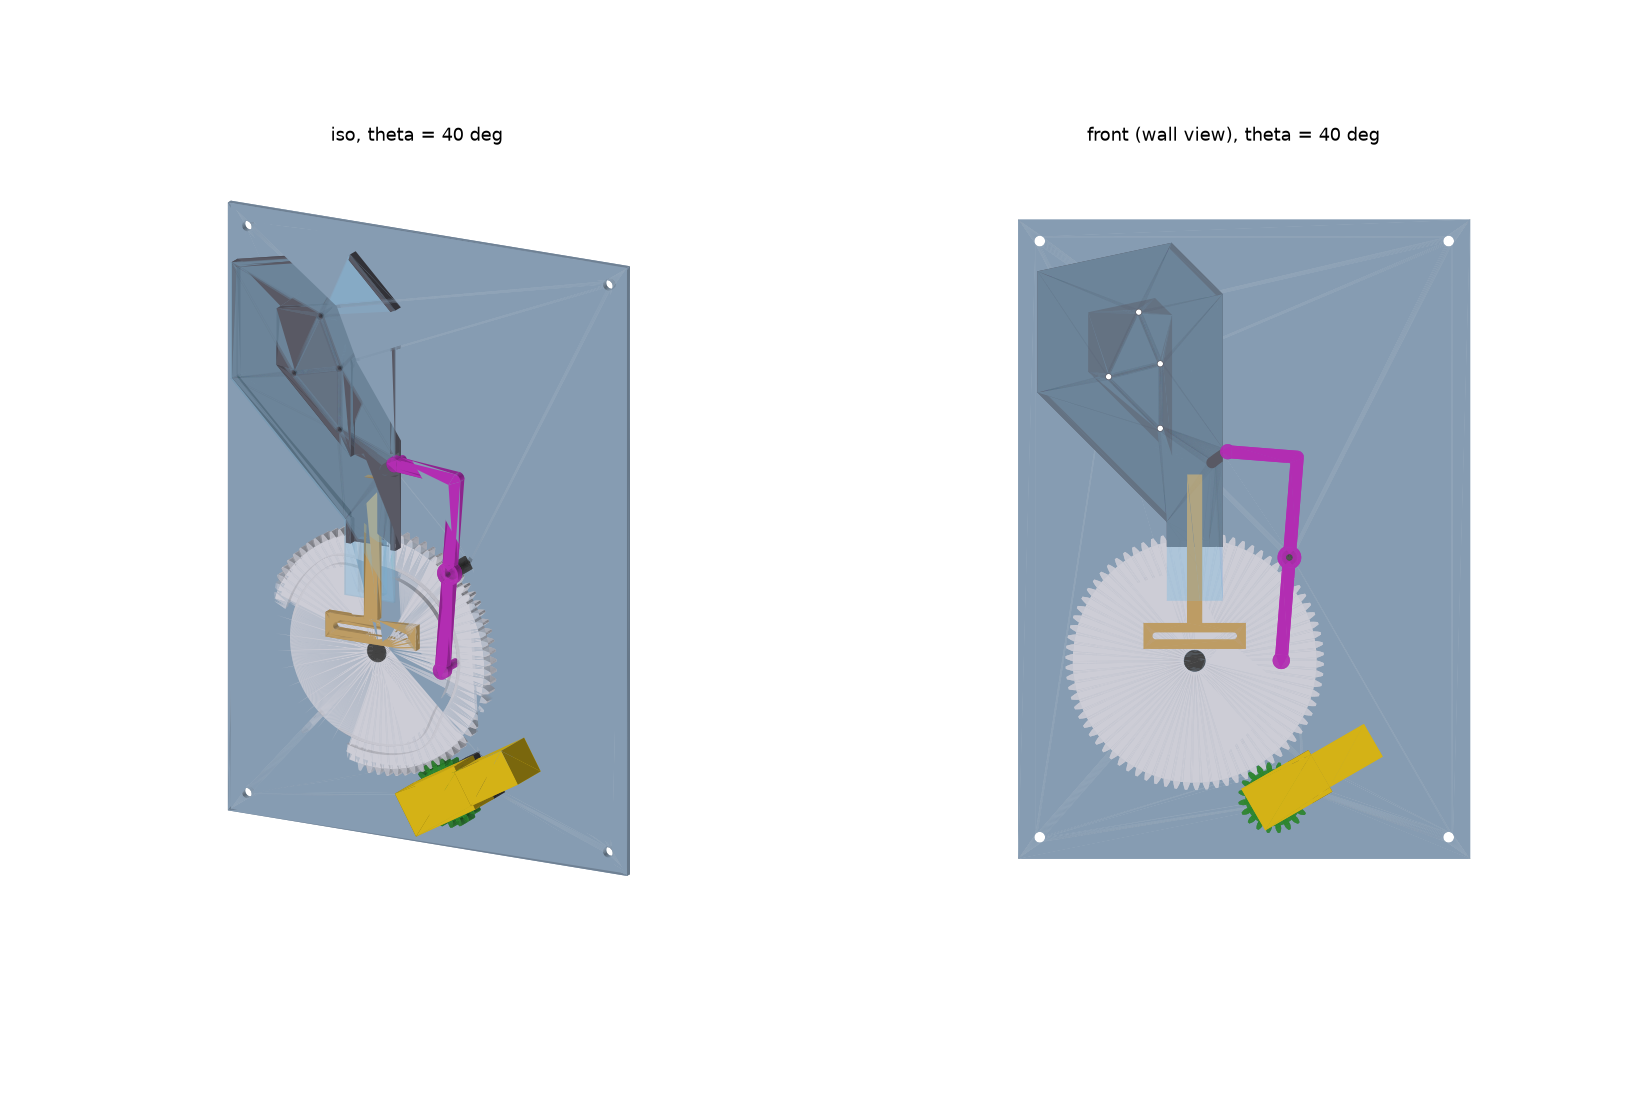 iso, theta = 40 deg
front (wall view), theta = 40 deg